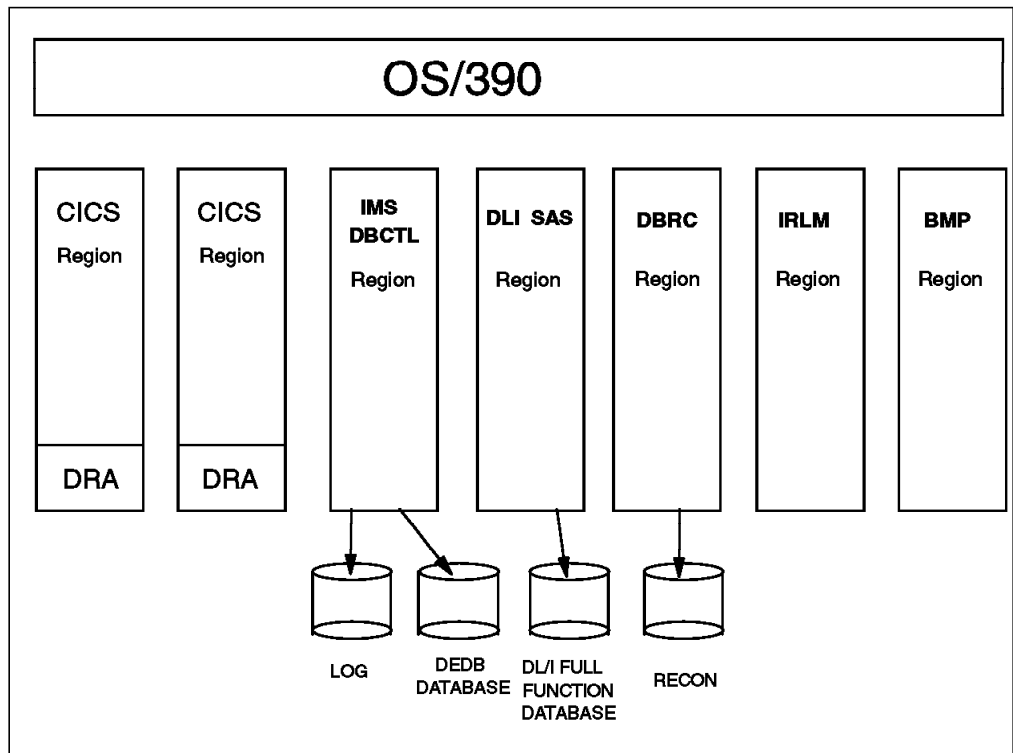 OS/390
CICS
Region
DRA
CICS
Region
DRA
IMS
DBCTL
Region
DLI SAS
Region
DBRC
Region
IRLM
Region
BMP
Region
LOG
DEDB
DATABASE
DL/I FULL
FUNCTION
DATABASE
RECON